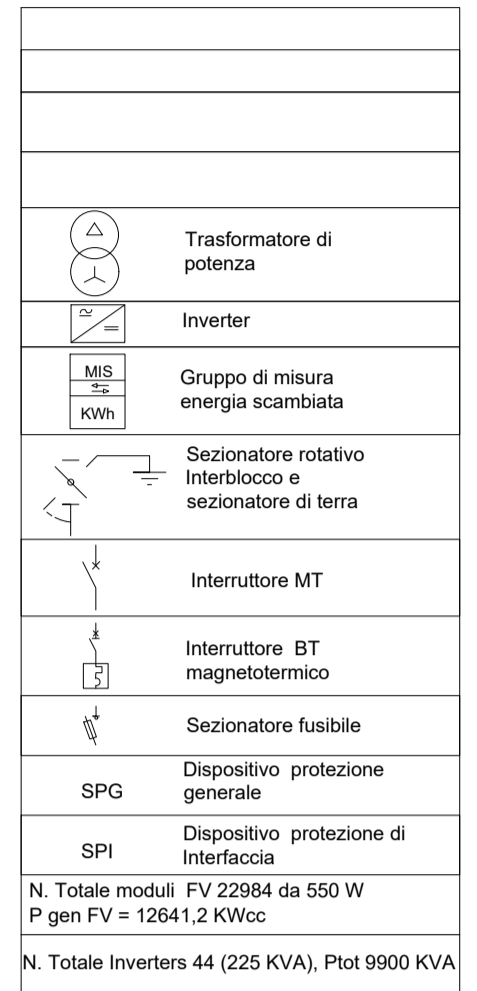 Trasformatore di
potenza
Inverter
MIS
KWh
Gruppo di misura
energia scambiata
Sezionatore rotativo
Interblocco e
sezionatore di terra
Interruttore MT
Interruttore BT
magnetotermico
Sezionatore fusibile
SPG
Dispositivo protezione
generale
SPI
Dispositivo protezione di
Interfaccia
N. Totale moduli FV 22984 da 550 W
P gen FV = 12641,2 KWcc
N. Totale Inverters 44 (225 KVA), Ptot 9900 KVA